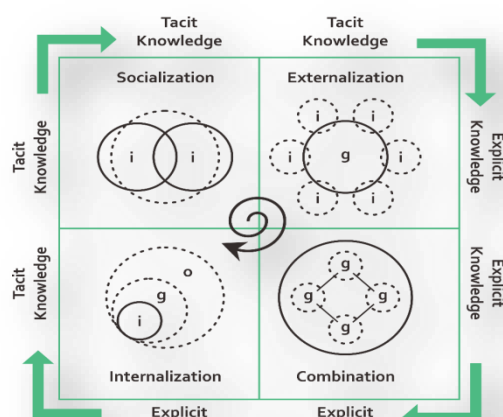 Tacit
Knowledge
Tacit
Knowledge
Tacit
Knowledge
Socialization
i
i
Externalization
i
i
i
g
i
i
i
Explicit
Knowledge
Tacit
Knowledge
o
g
i
Internalization
g
g
g
g
Combination
Explicit
Knowledge
Explicit
Explicit